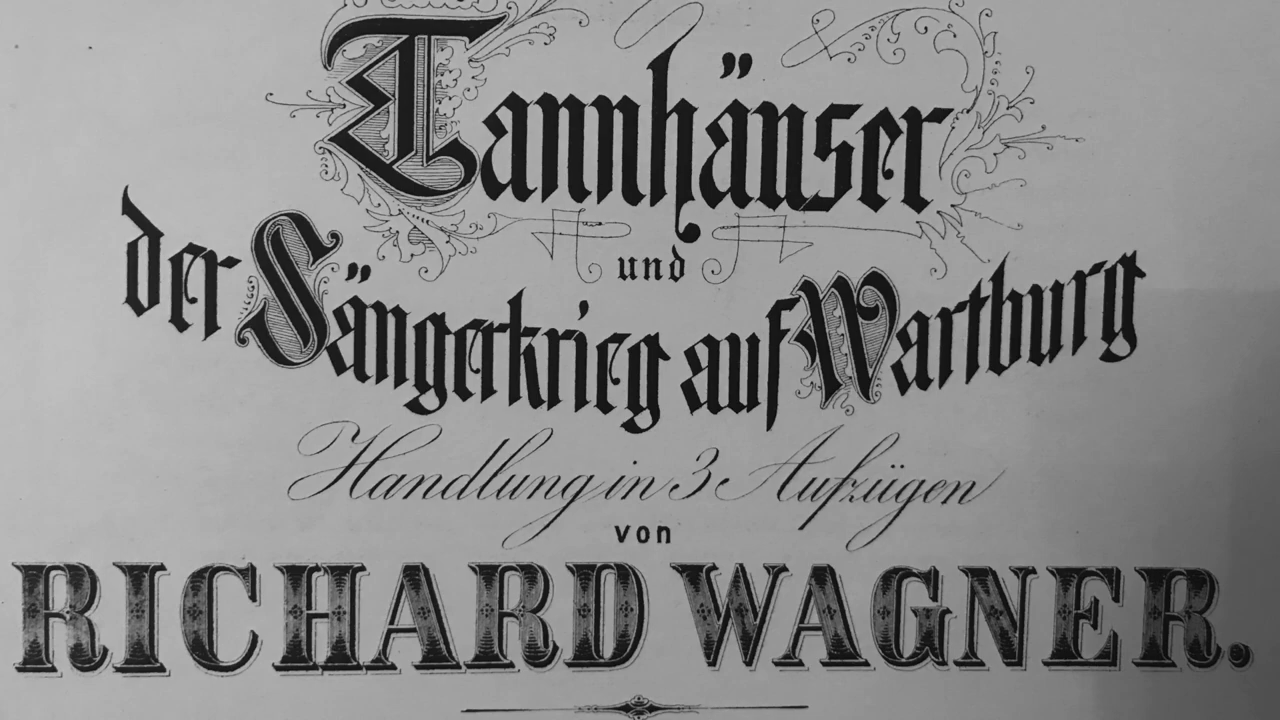 Tannhäuser
und
der Sängerkrieg auf Wartburg
Handlung in 3 Aufzügen
von
RICHARD WAGNER.